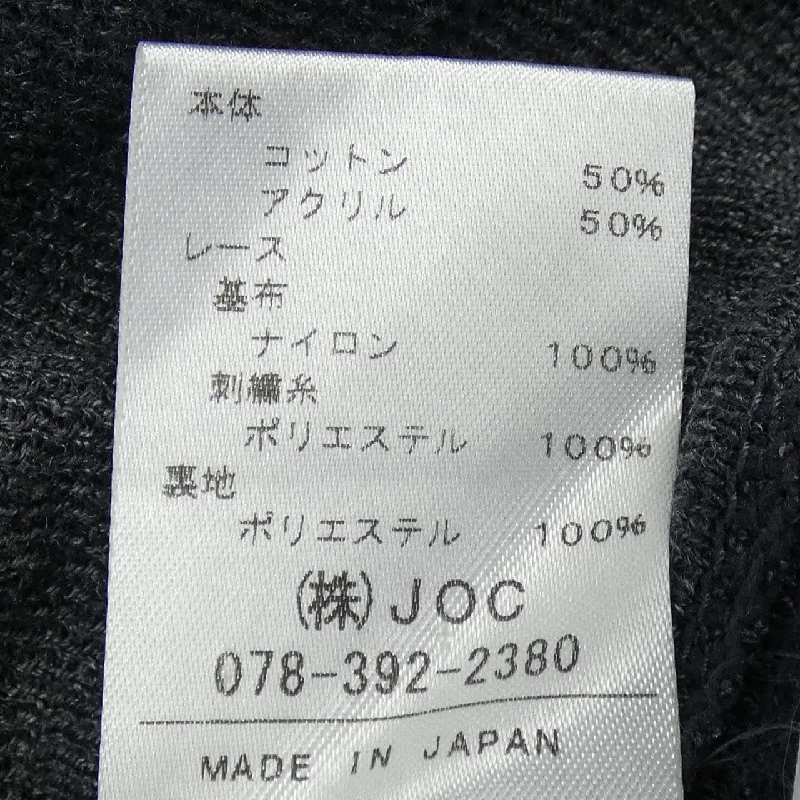 本体
コットン 50%
アクリル 50%
レース
基布
ナイロン 100%
刺繍糸
ポリエステル 100%
裏地
ポリエステル 100%
(株)JOC
078-392-2380
MADE IN JAPAN